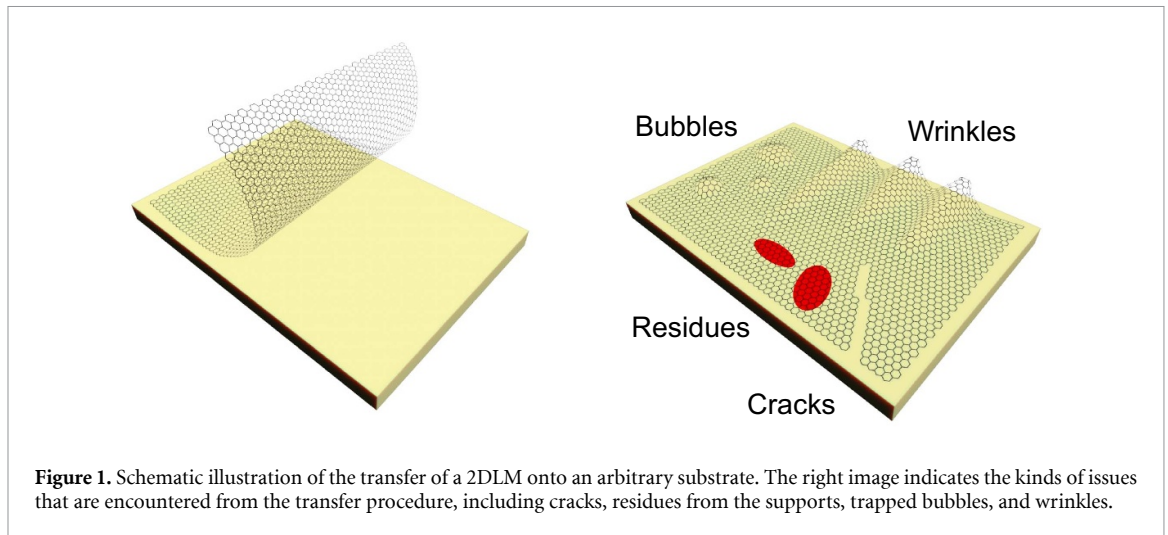 Bubbles
Wrinkles
Residues
Cracks
Figure 1. Schematic illustration of the transfer of a 2DLM onto an arbitrary substrate. The right image indicates the kinds of issues
that are encountered from the transfer procedure, including cracks, residues from the supports, trapped bubbles, and wrinkles.